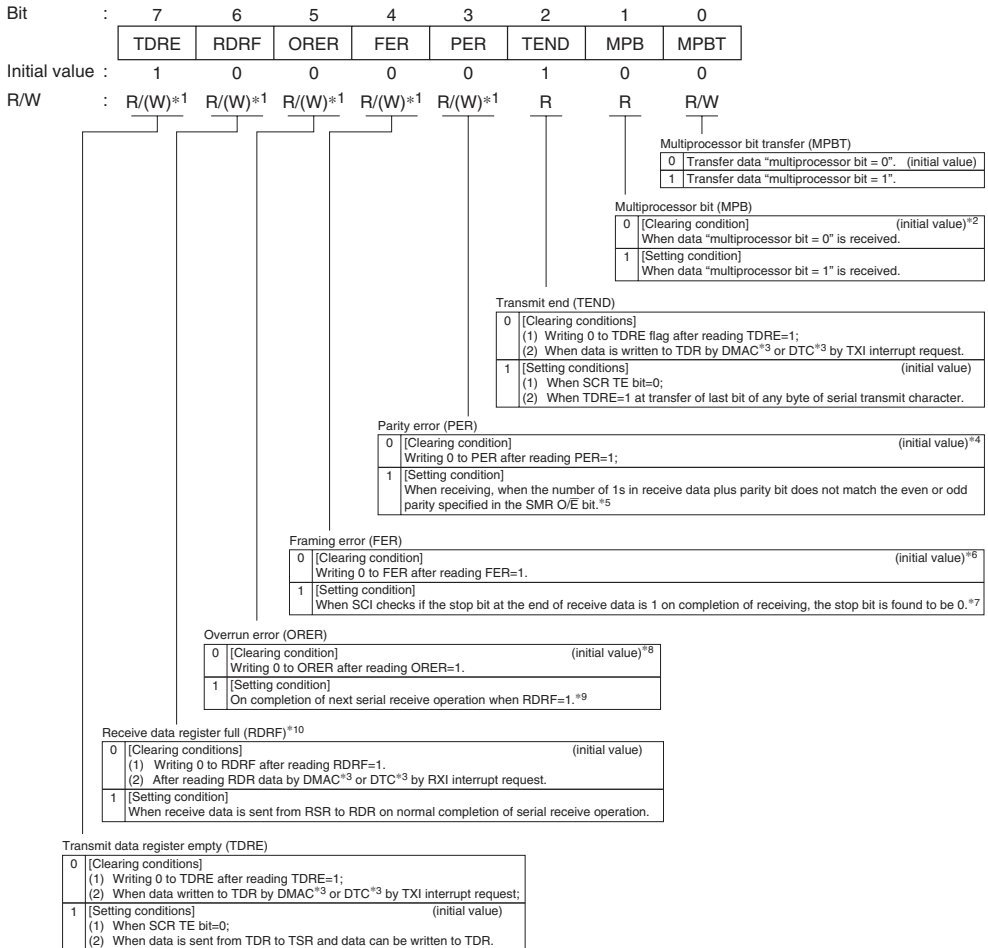 Bit : 7 6 5 4 3 2 1 0
TDRE RDRF ORER FER PER TEND MPB MPBT
Initial value : 1 0 0 0 0 1 0 0
R/W : R/(W)*1 R/(W)*1 R/(W)*1 R/(W)*1 R/(W)*1 R R R/W
Multiprocessor bit transfer (MPBT)
0 Transfer data “multiprocessor bit = 0”. (initial value)
1 Transfer data “multiprocessor bit = 1”.
Multiprocessor bit (MPB)
0 [Clearing condition] (initial value)*2
When data “multiprocessor bit = 0” is received.
1 [Setting condition]
When data “multiprocessor bit = 1” is received.
Transmit end (TEND)
0 [Clearing conditions]
(1) Writing 0 to TDRE flag after reading TDRE=1;
(2) When data is written to TDR by DMAC*3 or DTC*3 by TXI interrupt request.
1 [Setting conditions] (initial value)
(1) When SCR TE bit=0;
(2) When TDRE=1 at transfer of last bit of any byte of serial transmit character.
Parity error (PER)
0 [Clearing condition] (initial value)*4
Writing 0 to PER after reading PER=1;
1 [Setting condition]
When receiving, when the number of 1s in receive data plus parity bit does not match the even or odd
parity specified in the SMR O/E̅ bit.*5
Framing error (FER)
0 [Clearing condition] (initial value)*6
Writing 0 to FER after reading FER=1.
1 [Setting condition]
When SCI checks if the stop bit at the end of receive data is 1 on completion of receiving, the stop bit is found to be 0.*7
Overrun error (ORER)
0 [Clearing condition] (initial value)*8
Writing 0 to ORER after reading ORER=1.
1 [Setting condition]
On completion of next serial receive operation when RDRF=1.*9
Receive data register full (RDRF)*10
0 [Clearing conditions] (initial value)
(1) Writing 0 to RDRF after reading RDRF=1.
(2) After reading RDR data by DMAC*3 or DTC*3 by RXI interrupt request.
1 [Setting condition]
When receive data is sent from RSR to RDR on normal completion of serial receive operation.
Transmit data register empty (TDRE)
0 [Clearing conditions]
(1) Writing 0 to TDRE after reading TDRE=1;
(2) When data written to TDR by DMAC*3 or DTC*3 by TXI interrupt request;
1 [Setting conditions] (initial value)
(1) When SCR TE bit=0;
(2) When data is sent from TDR to TSR and data can be written to TDR.